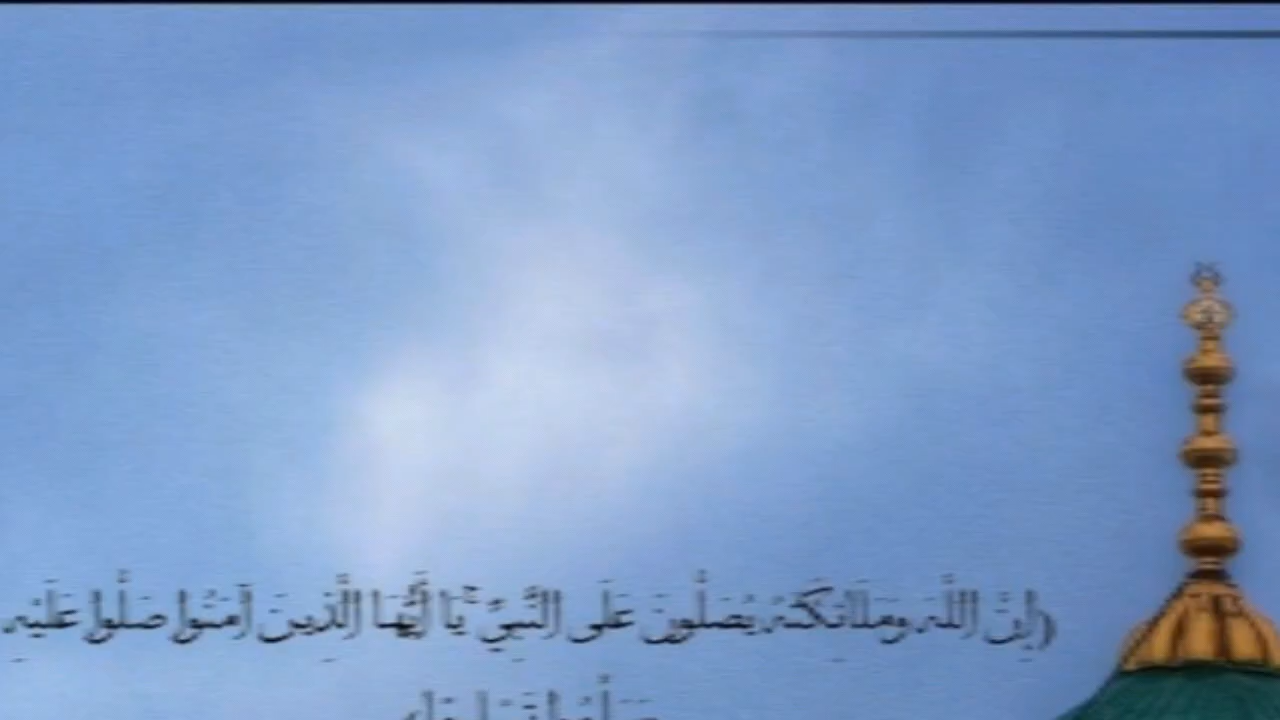 (إِنَّ اللَّهَ وَمَلَائِكَتَهُ يُصَلُّونَ عَلَى النَّبِيِّ يَا أَيُّهَا الَّذِينَ آمَنُوا صَلُّوا عَلَيْهِ